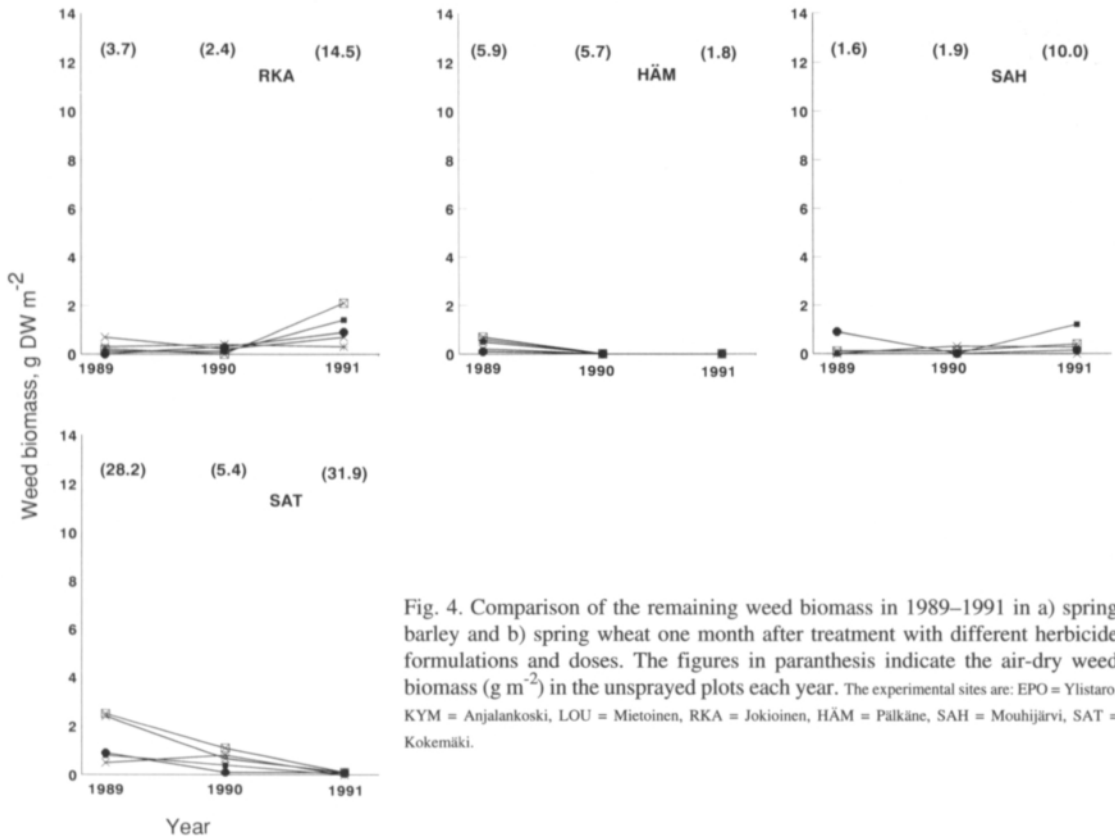 14
12
10
8
6
4
2
0
(3.7) (2.4) (14.5)
RKA
1989 1990 1991
14
12
10
8
6
4
2
0
(5.9) (5.7) (1.8)
HÄM
1989 1990 1991
14
12
10
8
6
4
2
0
(1.6) (1.9) (10.0)
SAH
1989 1990 1991
Weed biomass, g DW m-2
14
12
10
8
6
4
2
0
(28.2) (5.4) (31.9)
SAT
1989 1990 1991
Year
Fig. 4. Comparison of the remaining weed biomass in 1989–1991 in a) spring
barley and b) spring wheat one month after treatment with different herbicide
formulations and doses. The figures in paranthesis indicate the air-dry weed
biomass (g m-2) in the unsprayed plots each year. The experimental sites are: EPO = Ylistaro
KYM = Anjalankoski, LOU = Mietoinen, RKA = Jokioinen, HÄM = Pälkäne, SAH = Mouhijärvi, SAT =
Kokemäki.